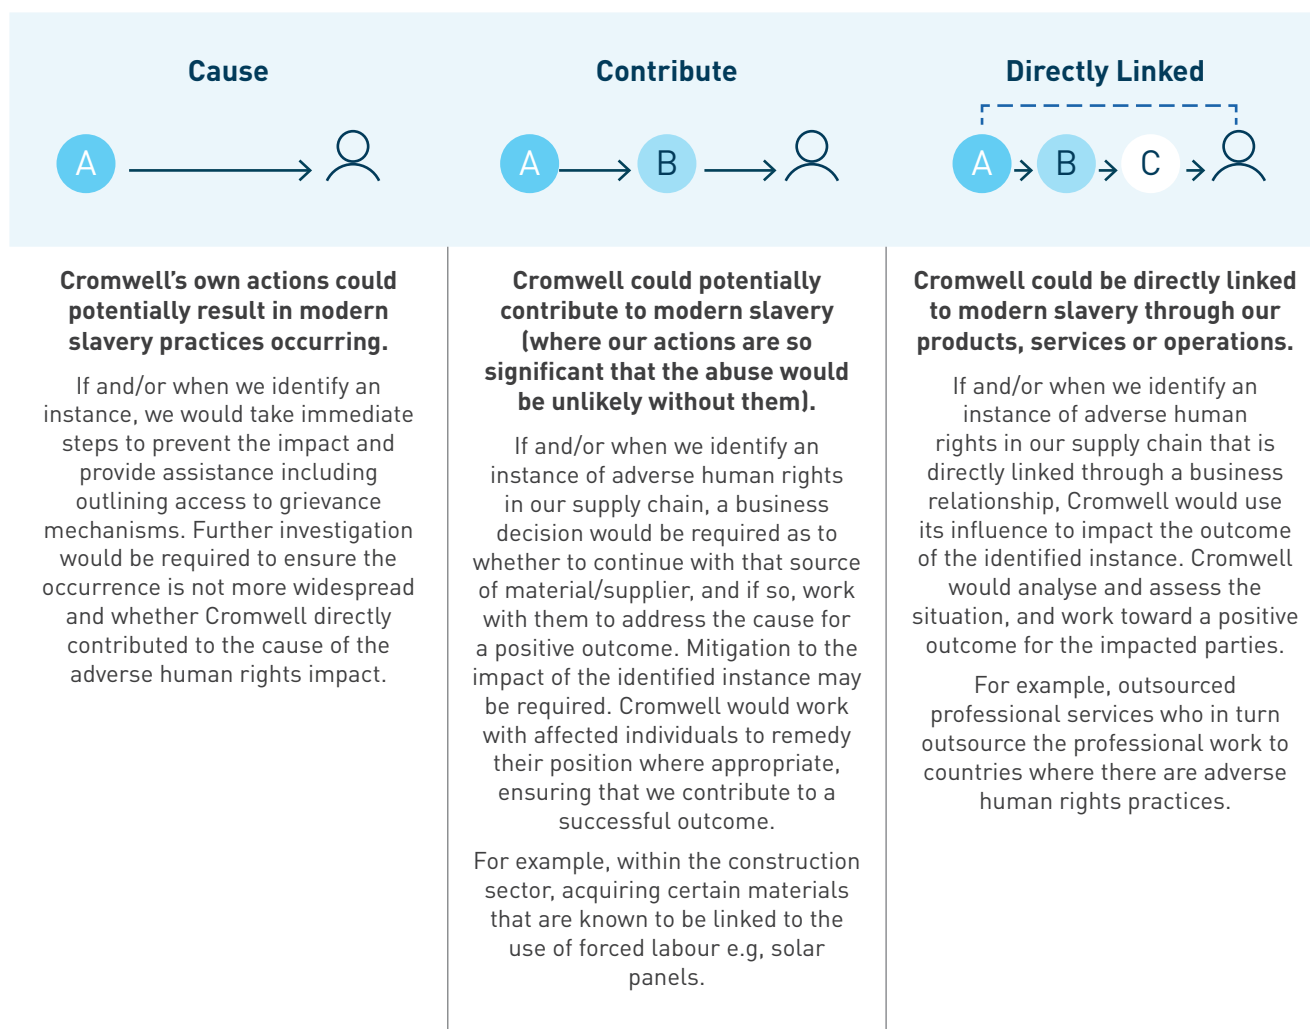 Cause
A
Cromwell’s own actions could
potentially result in modern
slavery practices occurring.
If and/or when we identify an
instance, we would take immediate
steps to prevent the impact and
provide assistance including
outlining access to grievance
mechanisms. Further investigation
would be required to ensure the
occurrence is not more widespread
and whether Cromwell directly
contributed to the cause of the
adverse human rights impact.
Contribute
A
B
Cromwell could potentially
contribute to modern slavery
(where our actions are so
significant that the abuse would
be unlikely without them).
If and/or when we identify an
instance of adverse human rights
in our supply chain, a business
decision would be required as to
whether to continue with that source
of material/supplier, and if so, work
with them to address the cause for
a positive outcome. Mitigation to the
impact of the identified instance may
be required. Cromwell would work
with affected individuals to remedy
their position where appropriate,
ensuring that we contribute to a
successful outcome.
For example, within the construction
sector, acquiring certain materials
that are known to be linked to the
use of forced labour e.g, solar
panels.
Directly Linked
A
B
C
Cromwell could be directly linked
to modern slavery through our
products, services or operations.
If and/or when we identify an
instance of adverse human
rights in our supply chain that is
directly linked through a business
relationship, Cromwell would use
its influence to impact the outcome
of the identified instance. Cromwell
would analyse and assess the
situation, and work toward a positive
outcome for the impacted parties.
For example, outsourced
professional services who in turn
outsource the professional work to
countries where there are adverse
human rights practices.